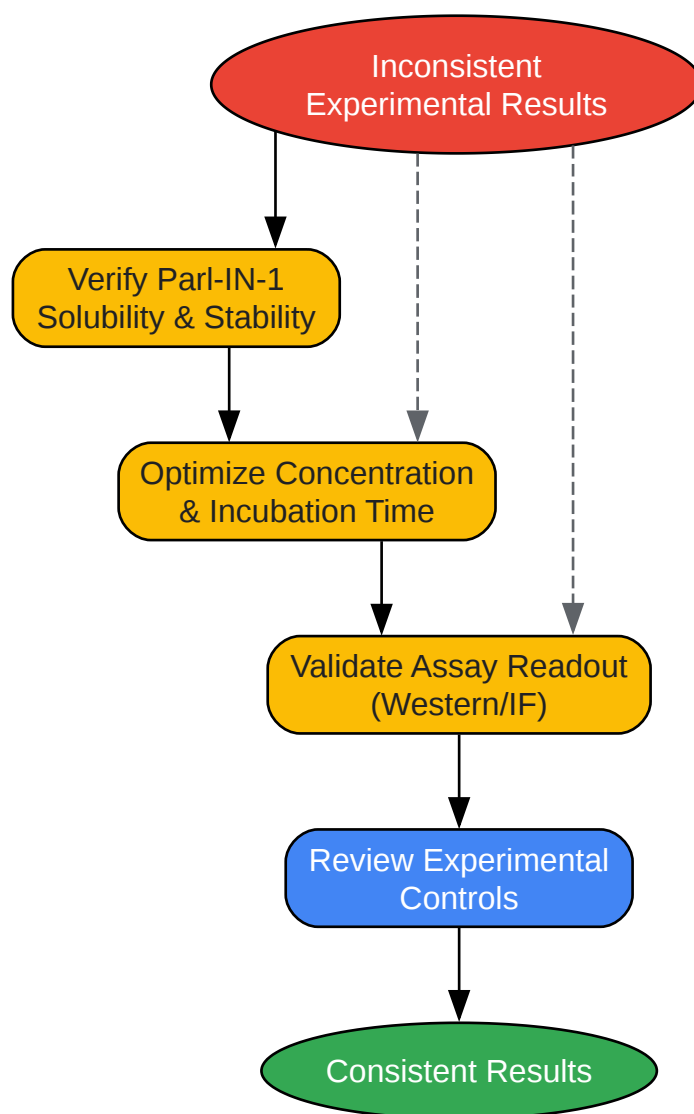 Inconsistent
Experimental Results
Verify Parl-IN-1
Solubility & Stability
Optimize Concentration
& Incubation Time
Validate Assay Readout
(Western/IF)
Review Experimental
Controls
Consistent Results